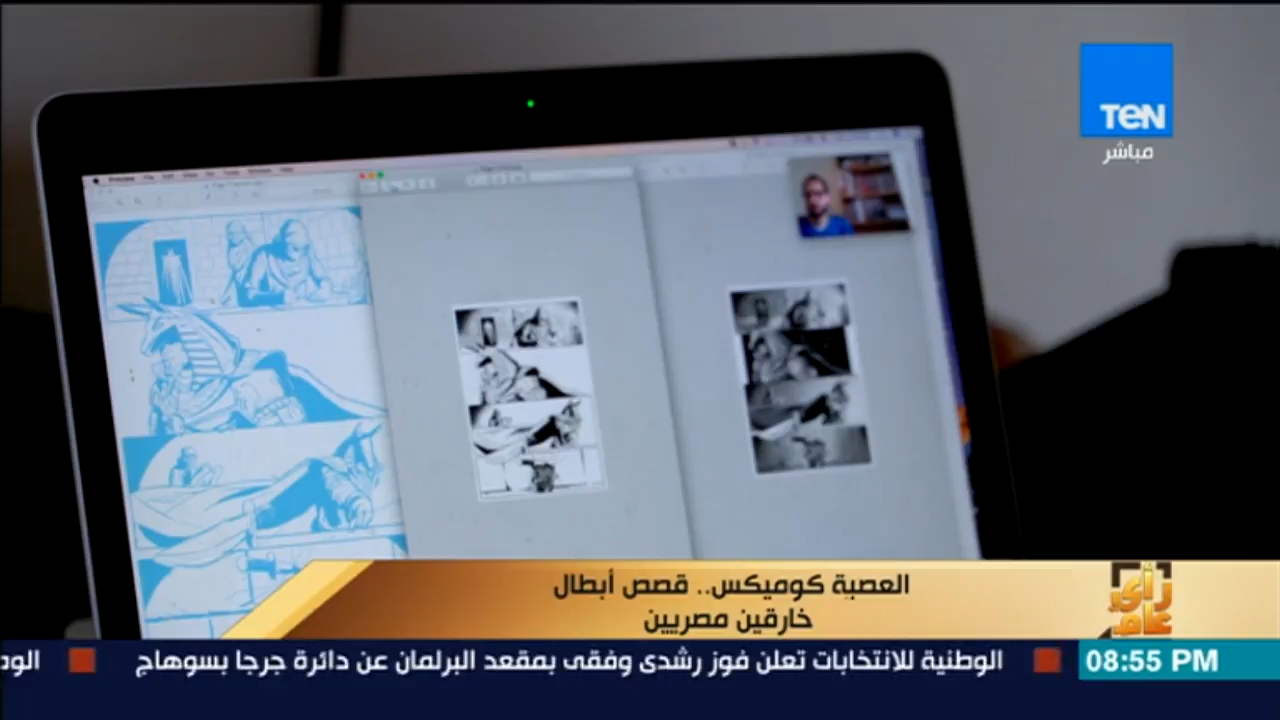 TEN
مباشر
العصبة كوميكس.. قصص أبطال
خارقين مصريين
رأي
عام
08:55 PM
الوطنية للانتخابات تعلن فوز رشدى وفقى بمقعد البرلمان عن دائرة جرجا بسوهاج